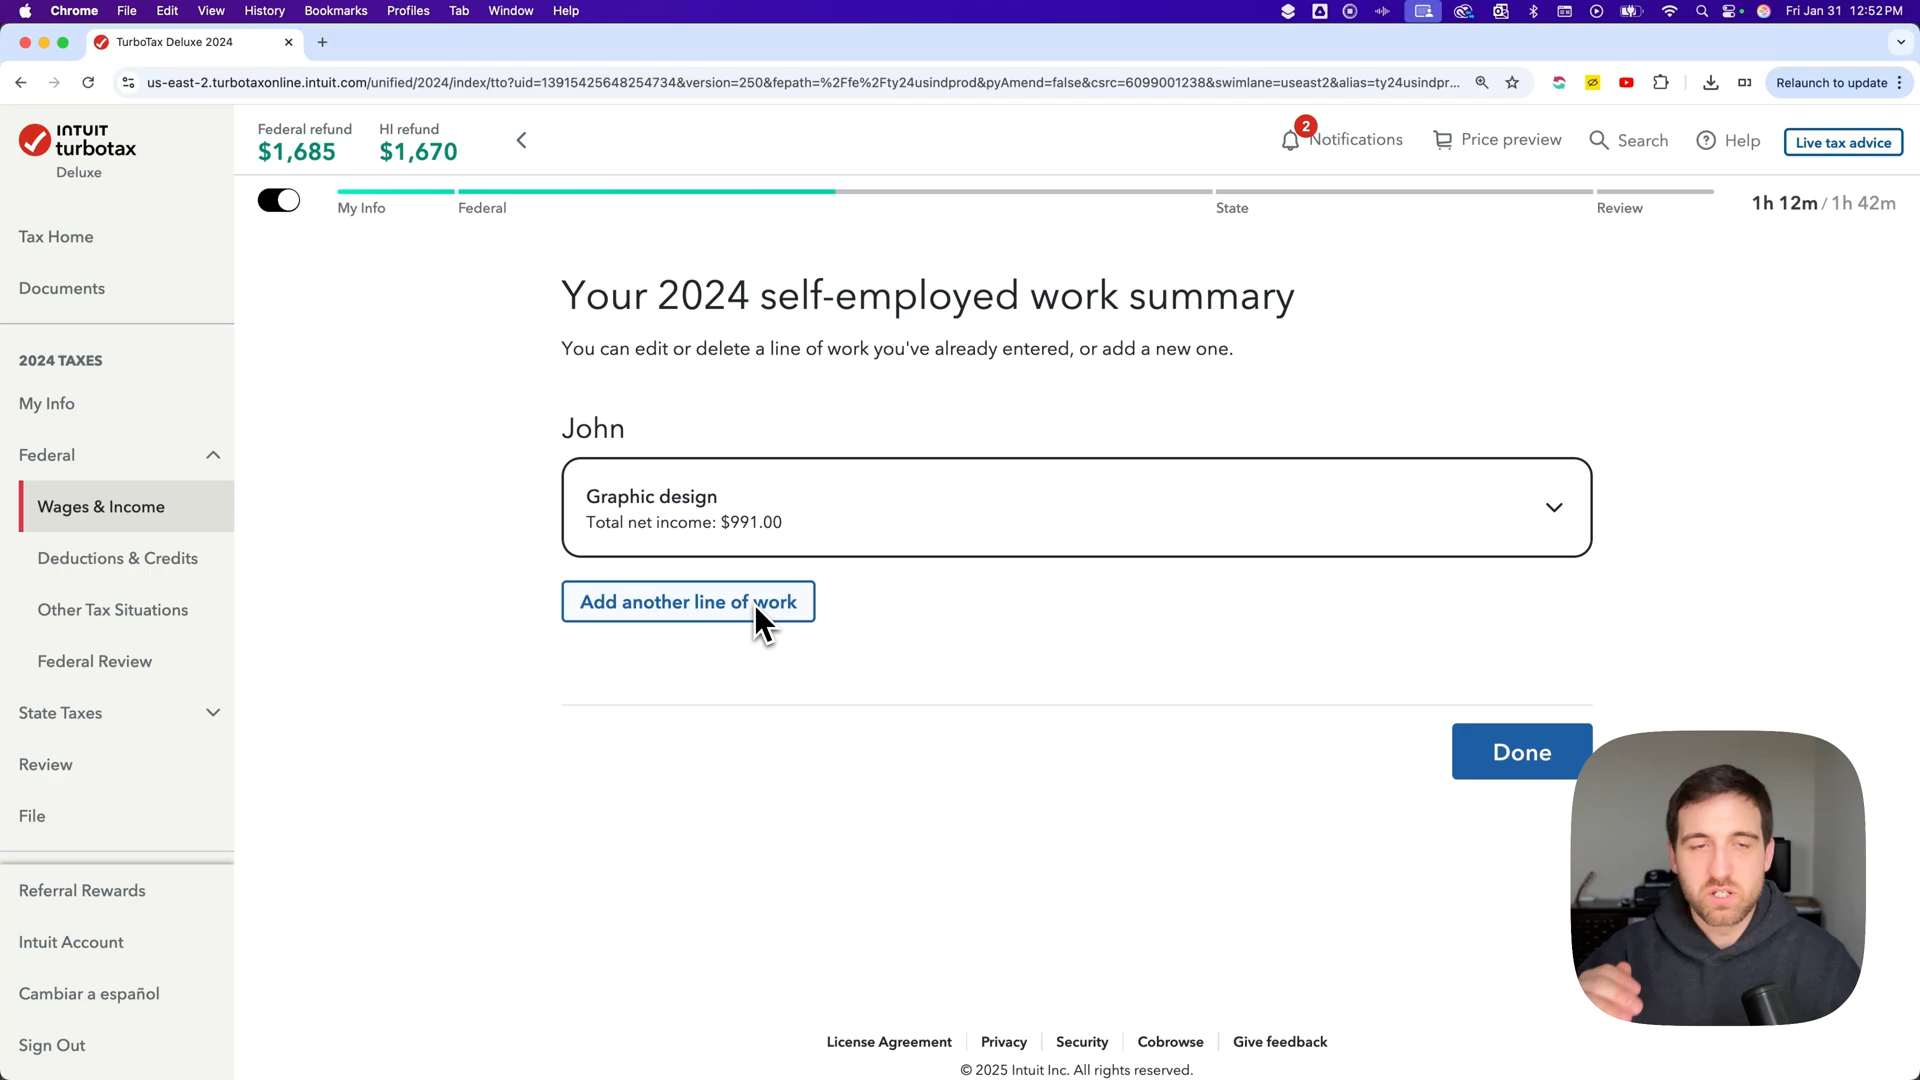 Chrome File Edit View History Bookmarks Profiles Tab Window Help
Fri Jan 31 12:52 PM
TurboTax Deluxe 2024
us-east-2.turbotaxonline.intuit.com/unified/2024/index/tto?uid=13915425648254734&version=250&fepath=%2Ffe%2Fty24usindprod&pyAmend=false&csrc=6099001238&swimlane=useast2&alias=ty24usindpr...
Relaunch to update
INTUIT
turbotax
Deluxe
Federal refund
$1,685
HI refund
$1,670
2
Notifications
Price preview
Search
Help
Live tax advice
My Info
Federal
State
Review
1h 12m / 1h 42m
Tax Home
Documents
2024 TAXES
My Info
Federal
Wages & Income
Deductions & Credits
Other Tax Situations
Federal Review
State Taxes
Review
File
Referral Rewards
Intuit Account
Cambiar a español
Sign Out
Your 2024 self-employed work summary
You can edit or delete a line of work you've already entered, or add a new one.
John
Graphic design
Total net income: $991.00
Add another line of work
Done
License Agreement
Privacy
Security
Cobrowse
Give feedback
© 2025 Intuit Inc. All rights reserved.